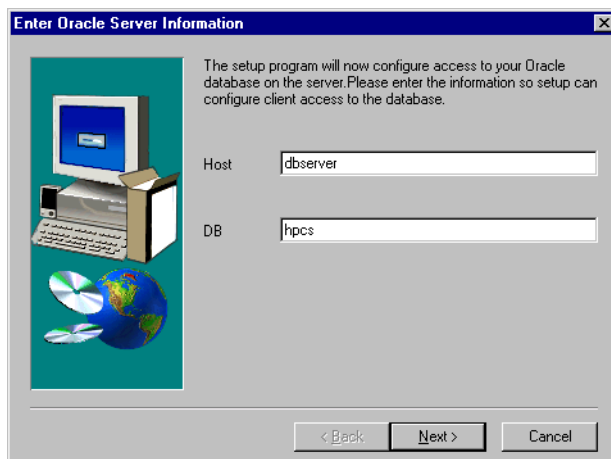 Enter Oracle Server Information
The setup program will now configure access to your Oracle
database on the server.Please enter the information so setup can
configure client access to the database.
Host
dbserver
DB
hpcs
< Back
Next >
Cancel